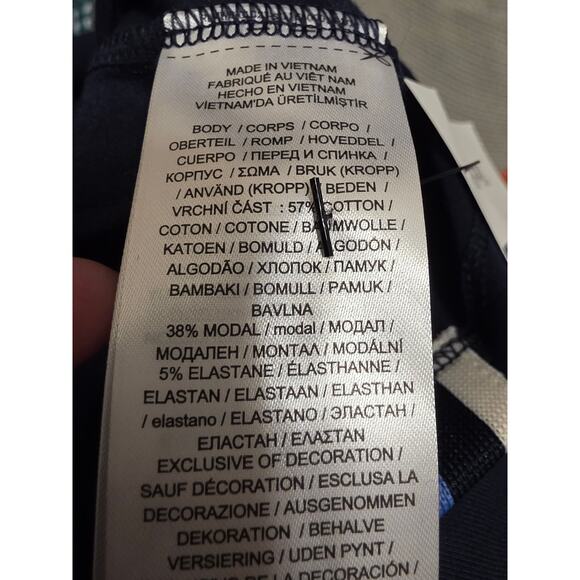 MADE IN VIETNAM
FABRIQUÉ AU VIÊT NAM
HECHO EN VIETNAM
VİETNAM'DA ÜRETİLMİŞTİR
BODY / CORPS / CORPO /
OBERTEIL / ROMP / HOVEDDEL /
CUERPO / ПЕРЕД И СПИНКА /
КОРПУС / ΣΩΜΑ / BRUK (KROPP)
/ ANVÄND (KROPP) / BEDEN /
VRCHNÍ ČÁST : 57% COTTON /
COTON / COTONE / BAUMWOLLE /
KATOEN / BOMULD / ALGODÓN /
ALGODÃO / ХЛОПОК / ПАМУК /
BAMBAKI / BOMULL / PAMUK /
BAVLNA
38% MODAL / modal / МОДАЛ /
МОДАЛЕН / ΜΟΝΤΑΛ / MODÁLNÍ
5% ELASTANE / ÉLASTHANNE /
ELASTAN / ELASTAAN / ELASTHAN
/ elastano / ELASTANO / ЭЛАСТАН /
ЕЛАСТАН / ΕΛΑΣΤΑΝ
EXCLUSIVE OF DECORATION /
SAUF DÉCORATION / ESCLUSA LA
DECORAZIONE / AUSGENOMMEN
DEKORATION / BEHALVE
VERSIERING / UDEN PYNT /
DE LA DECORACIÓN /